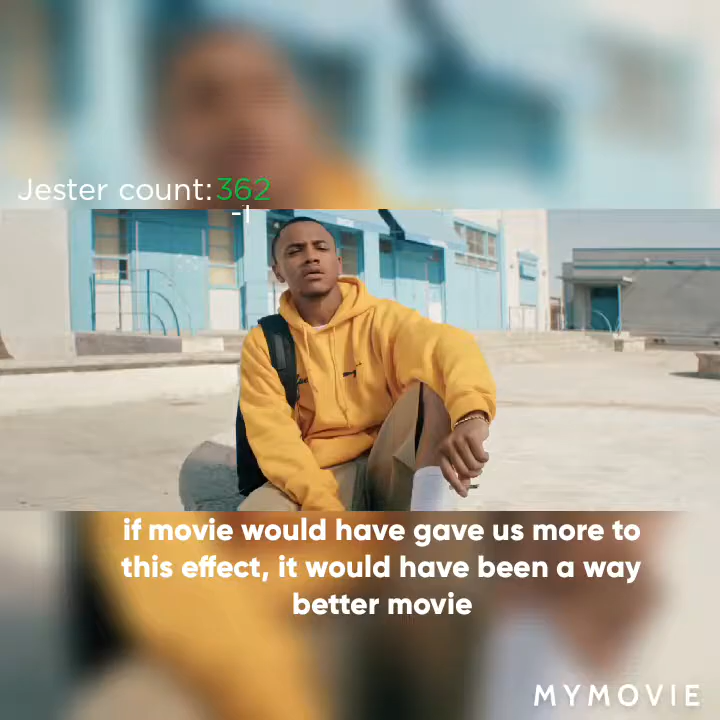 Jester count:362
-1
if movie would have gave us more to
this effect, it would have been a way
better movie
MYMOVIE